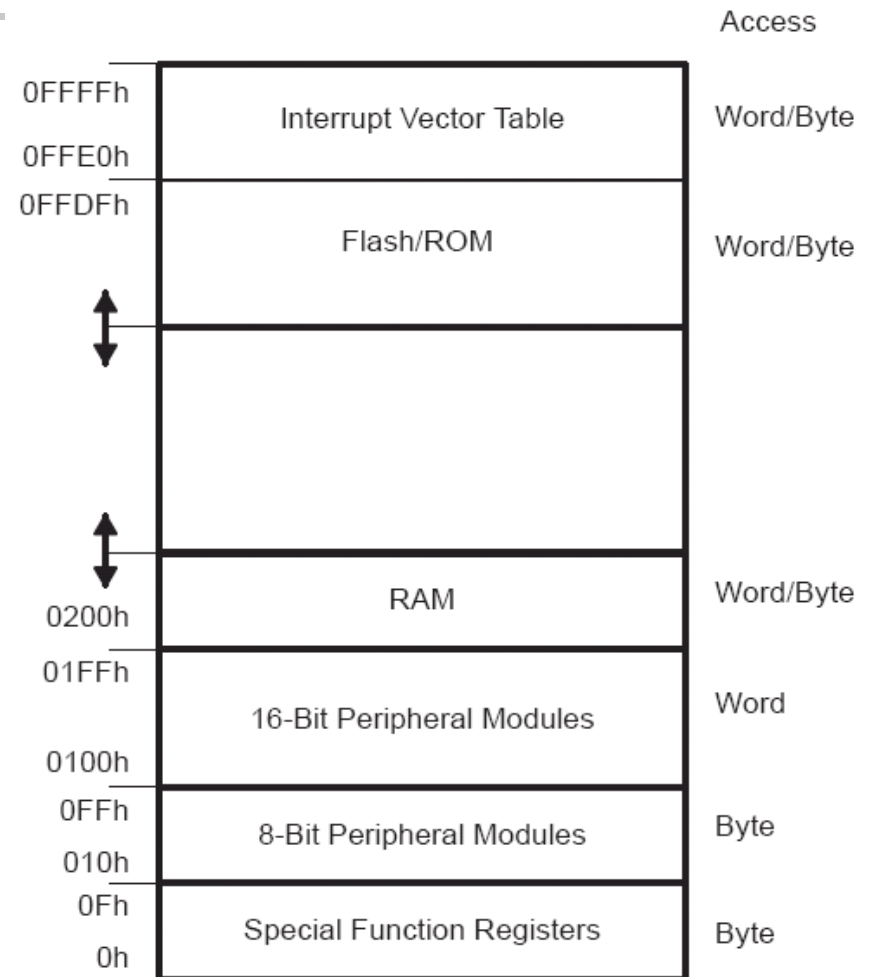 Access
0FFFFh
Interrupt Vector Table
Word/Byte
0FFE0h
0FFDFh
Flash/ROM
Word/Byte
RAM
Word/Byte
0200h
01FFh
16-Bit Peripheral Modules
Word
0100h
0FFh
8-Bit Peripheral Modules
Byte
010h
0Fh
Special Function Registers
Byte
0h